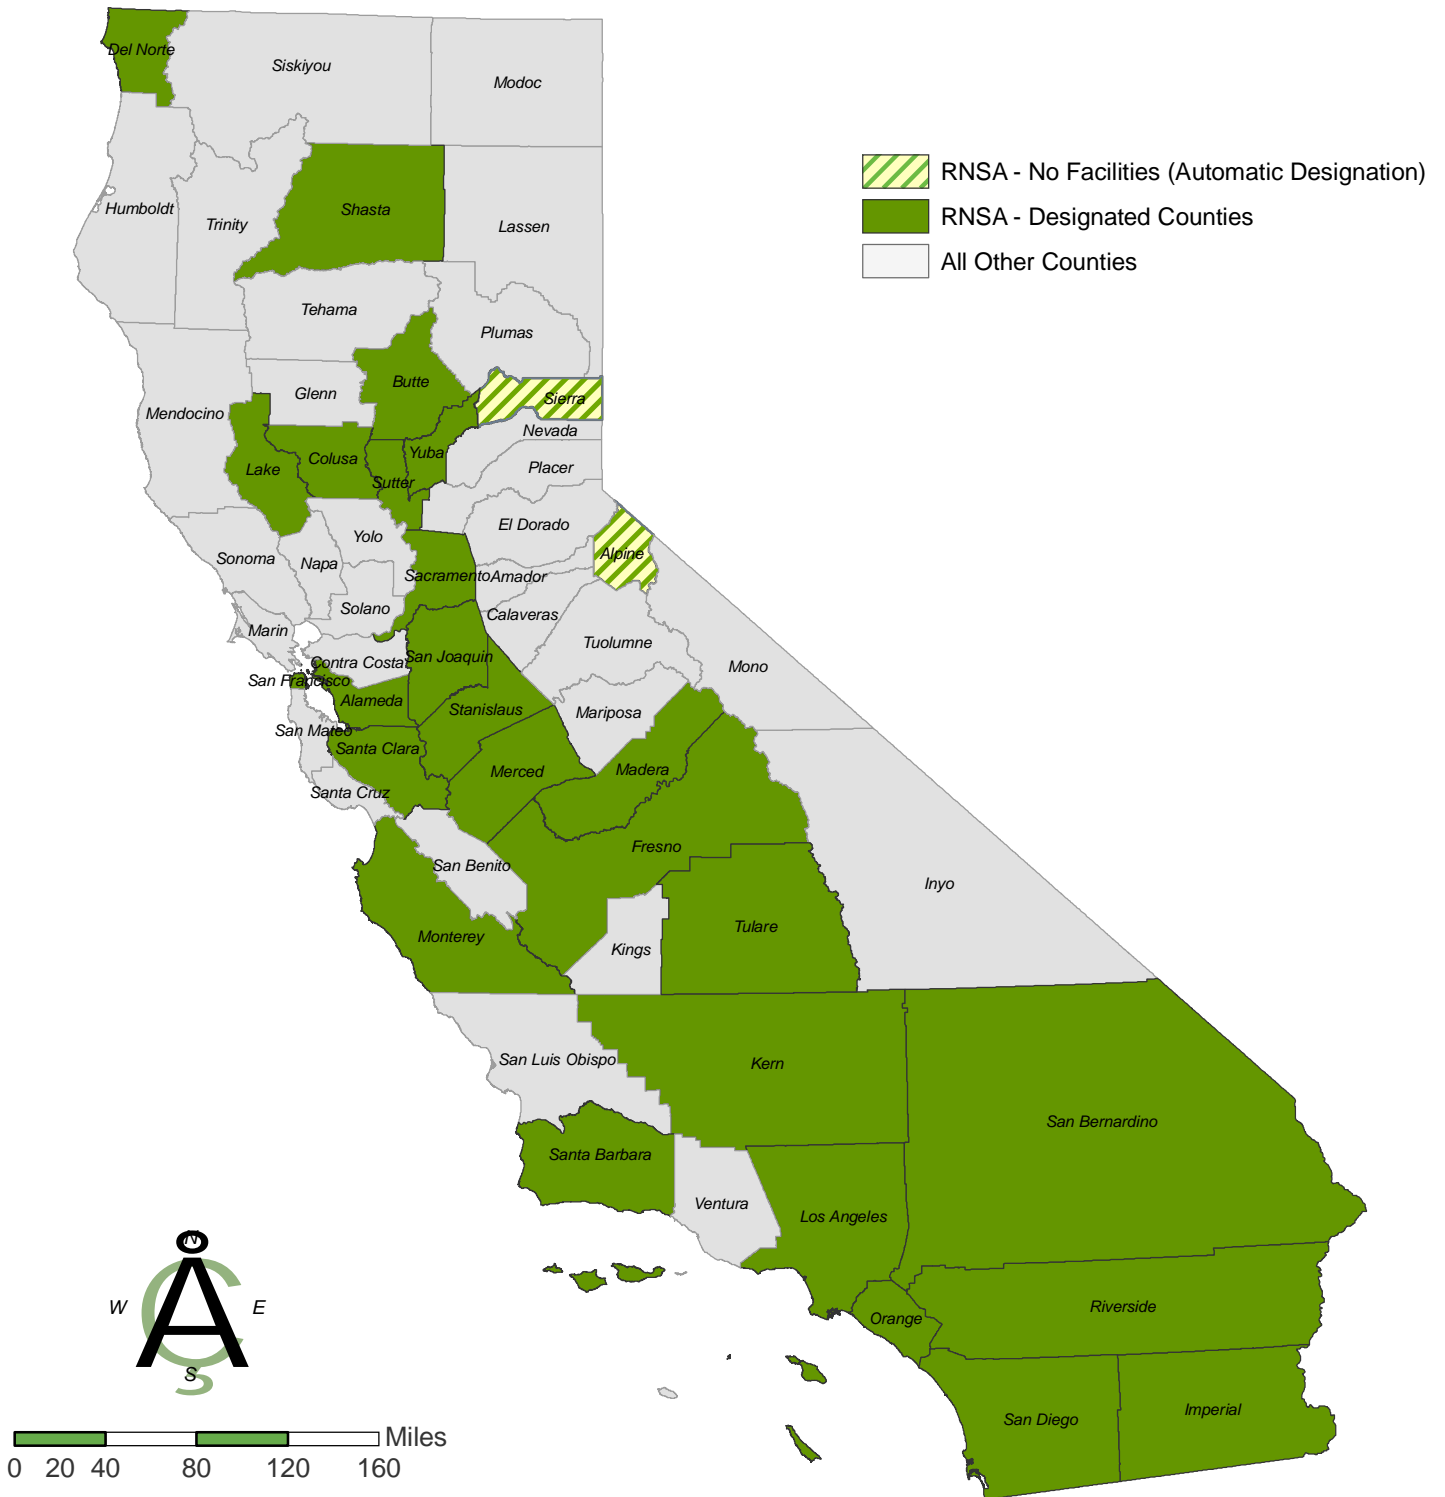 Del Norte
Siskiyou
Modoc
RNSA - No Facilities (Automatic Designation)
RNSA - Designated Counties
All Other Counties
Humboldt
Trinity
Shasta
Lassen
Tehama
Plumas
Glenn
Butte
Sierra
Mendocino
Nevada
Lake
Colusa
Sutter
Yuba
Placer
El Dorado
Sonoma
Napa
Yolo
Alpine
Sacramento
Amador
Solano
Calaveras
Marin
Contra Costa
San Joaquin
Tuolumne
Mono
San Francisco
Alameda
Stanislaus
Mariposa
San Mateo
Santa Clara
Merced
Madera
Santa Cruz
Fresno
San Benito
Inyo
Monterey
Kings
Tulare
San Luis Obispo
Kern
San Bernardino
Santa Barbara
Ventura
Los Angeles
Orange
Riverside
San Diego
Imperial
N
W
E
S
Miles
0 20 40 80 120 160